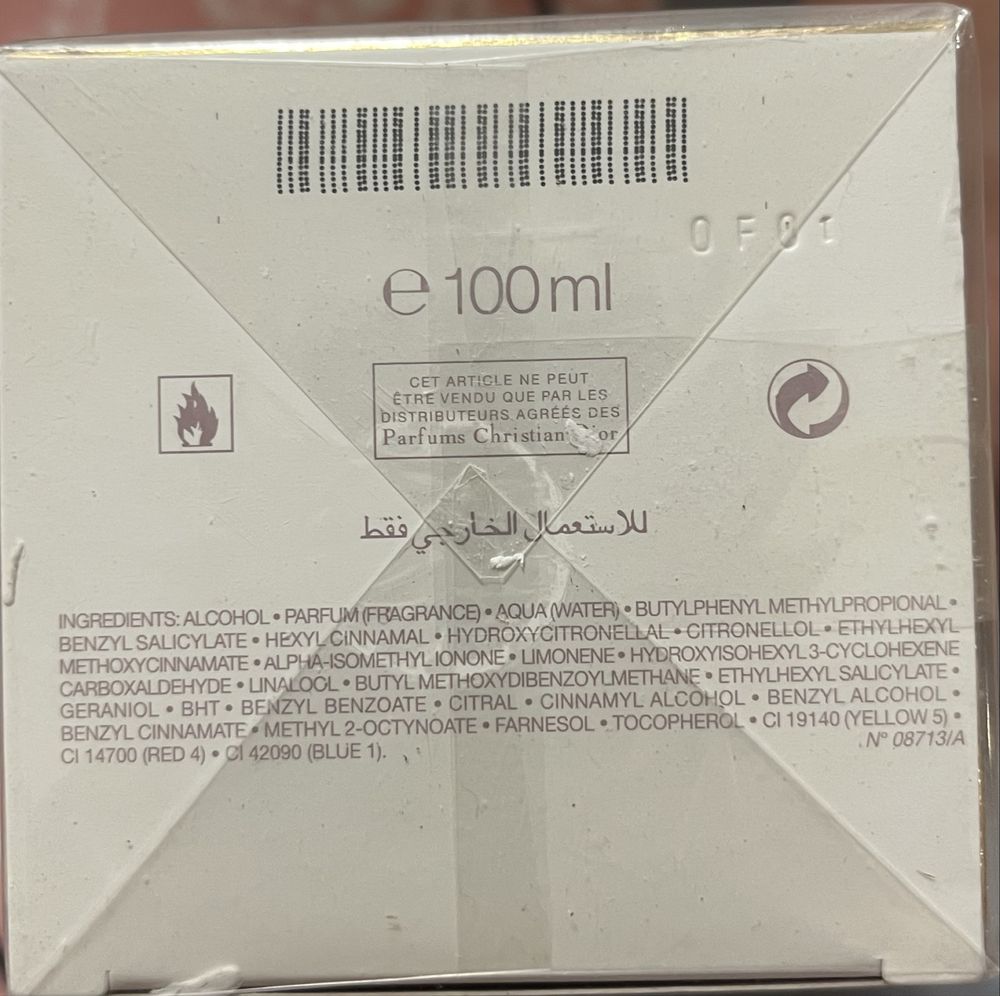 0F01
℮ 100 ml
CET ARTICLE NE PEUT
ÊTRE VENDU QUE PAR LES
DISTRIBUTEURS AGRÉÉS DES
Parfums Christian Dior
للاستعمال الخارجي فقط
INGREDIENTS: ALCOHOL • PARFUM (FRAGRANCE) • AQUA (WATER) • BUTYLPHENYL METHYLPROPIONAL •
BENZYL SALICYLATE • HEXYL CINNAMAL • HYDROXYCITRONELLAL • CITRONELLOL • ETHYLHEXYL
METHOXYCINNAMATE • ALPHA-ISOMETHYL IONONE • LIMONENE • HYDROXYISOHEXYL 3-CYCLOHEXENE
CARBOXALDEHYDE • LINALOOL • BUTYL METHOXYDIBENZOYLMETHANE • ETHYLHEXYL SALICYLATE •
GERANIOL • BHT • BENZYL BENZOATE • CITRAL • CINNAMYL ALCOHOL • BENZYL ALCOHOL •
BENZYL CINNAMATE • METHYL 2-OCTYNOATE • FARNESOL • TOCOPHEROL • CI 19140 (YELLOW 5) •
CI 14700 (RED 4) • CI 42090 (BLUE 1).
N° 08713/A